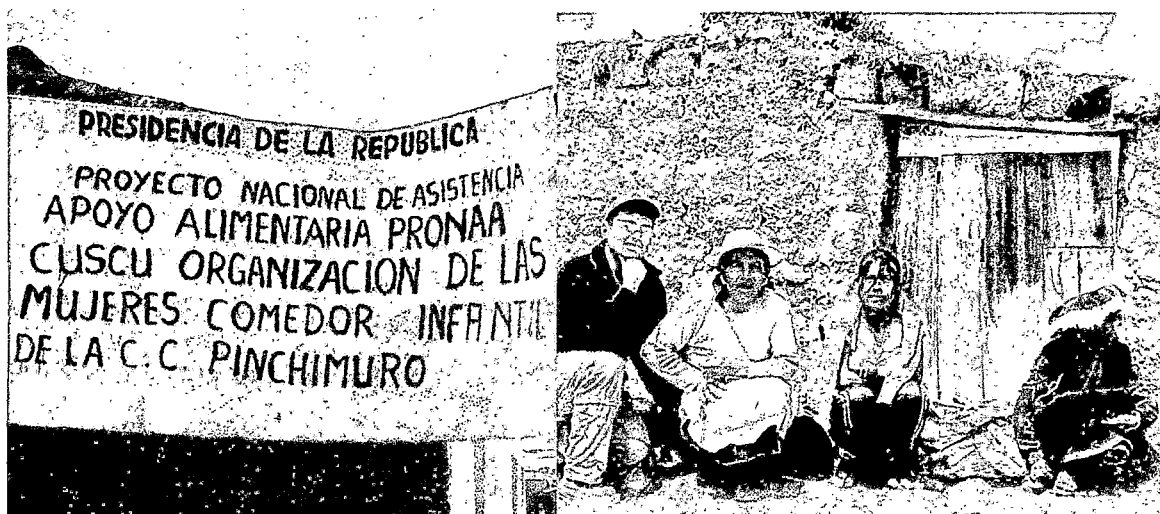 PRESIDENCIA DE LA REPUBLICA
PROYECTO NACIONAL DE ASISTENCIA
APOYO ALIMENTARIA PRONAA
CUSCU ORGANIZACION DE LAS
MUJERES COMEDOR INFANTIL
DE LA C.C. PINCHIMURO